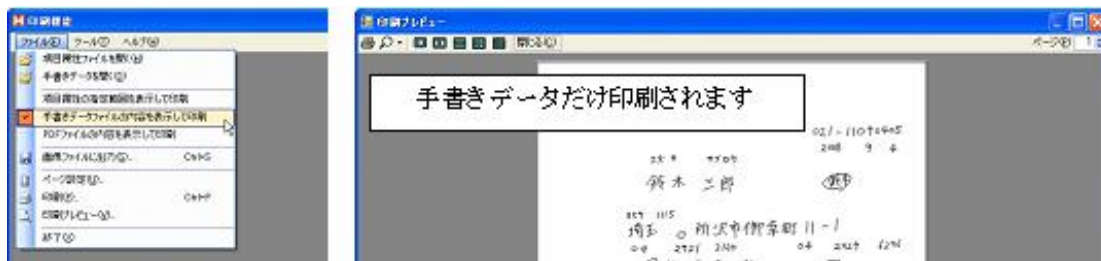 印刷機能
ファイル(F) ツール(T) ヘルプ(H)
項目属性ファイルを開く(A)
手書きデータを開く(D)
項目属性の指定範囲を表示して印刷
手書きデータファイルの内容を表示して印刷
PDFファイルの内容を表示して印刷
画像ファイルに出力(S)... Ctrl+S
ページ設定(U)...
印刷(P)... Ctrl+P
印刷プレビュー(V)...
終了(X)
印刷プレビュー
閉じる(C)
ページ(P) 1
手書きデータだけ印刷されます
鈴木 二郎
埼玉 所沢市御幸町 11-1